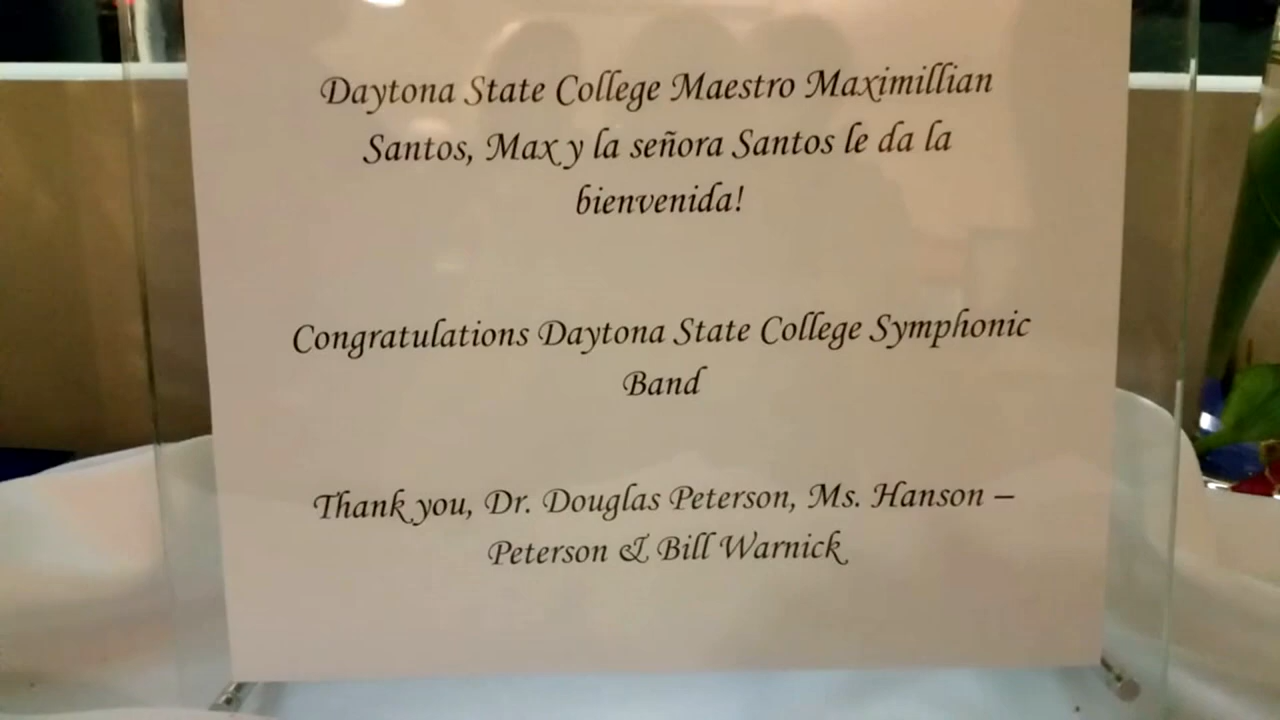 Daytona State College Maestro Maximillian
Santos, Max y la señora Santos le da la
bienvenida!
Congratulations Daytona State College Symphonic
Band
Thank you, Dr. Douglas Peterson, Ms. Hanson –
Peterson & Bill Warnick